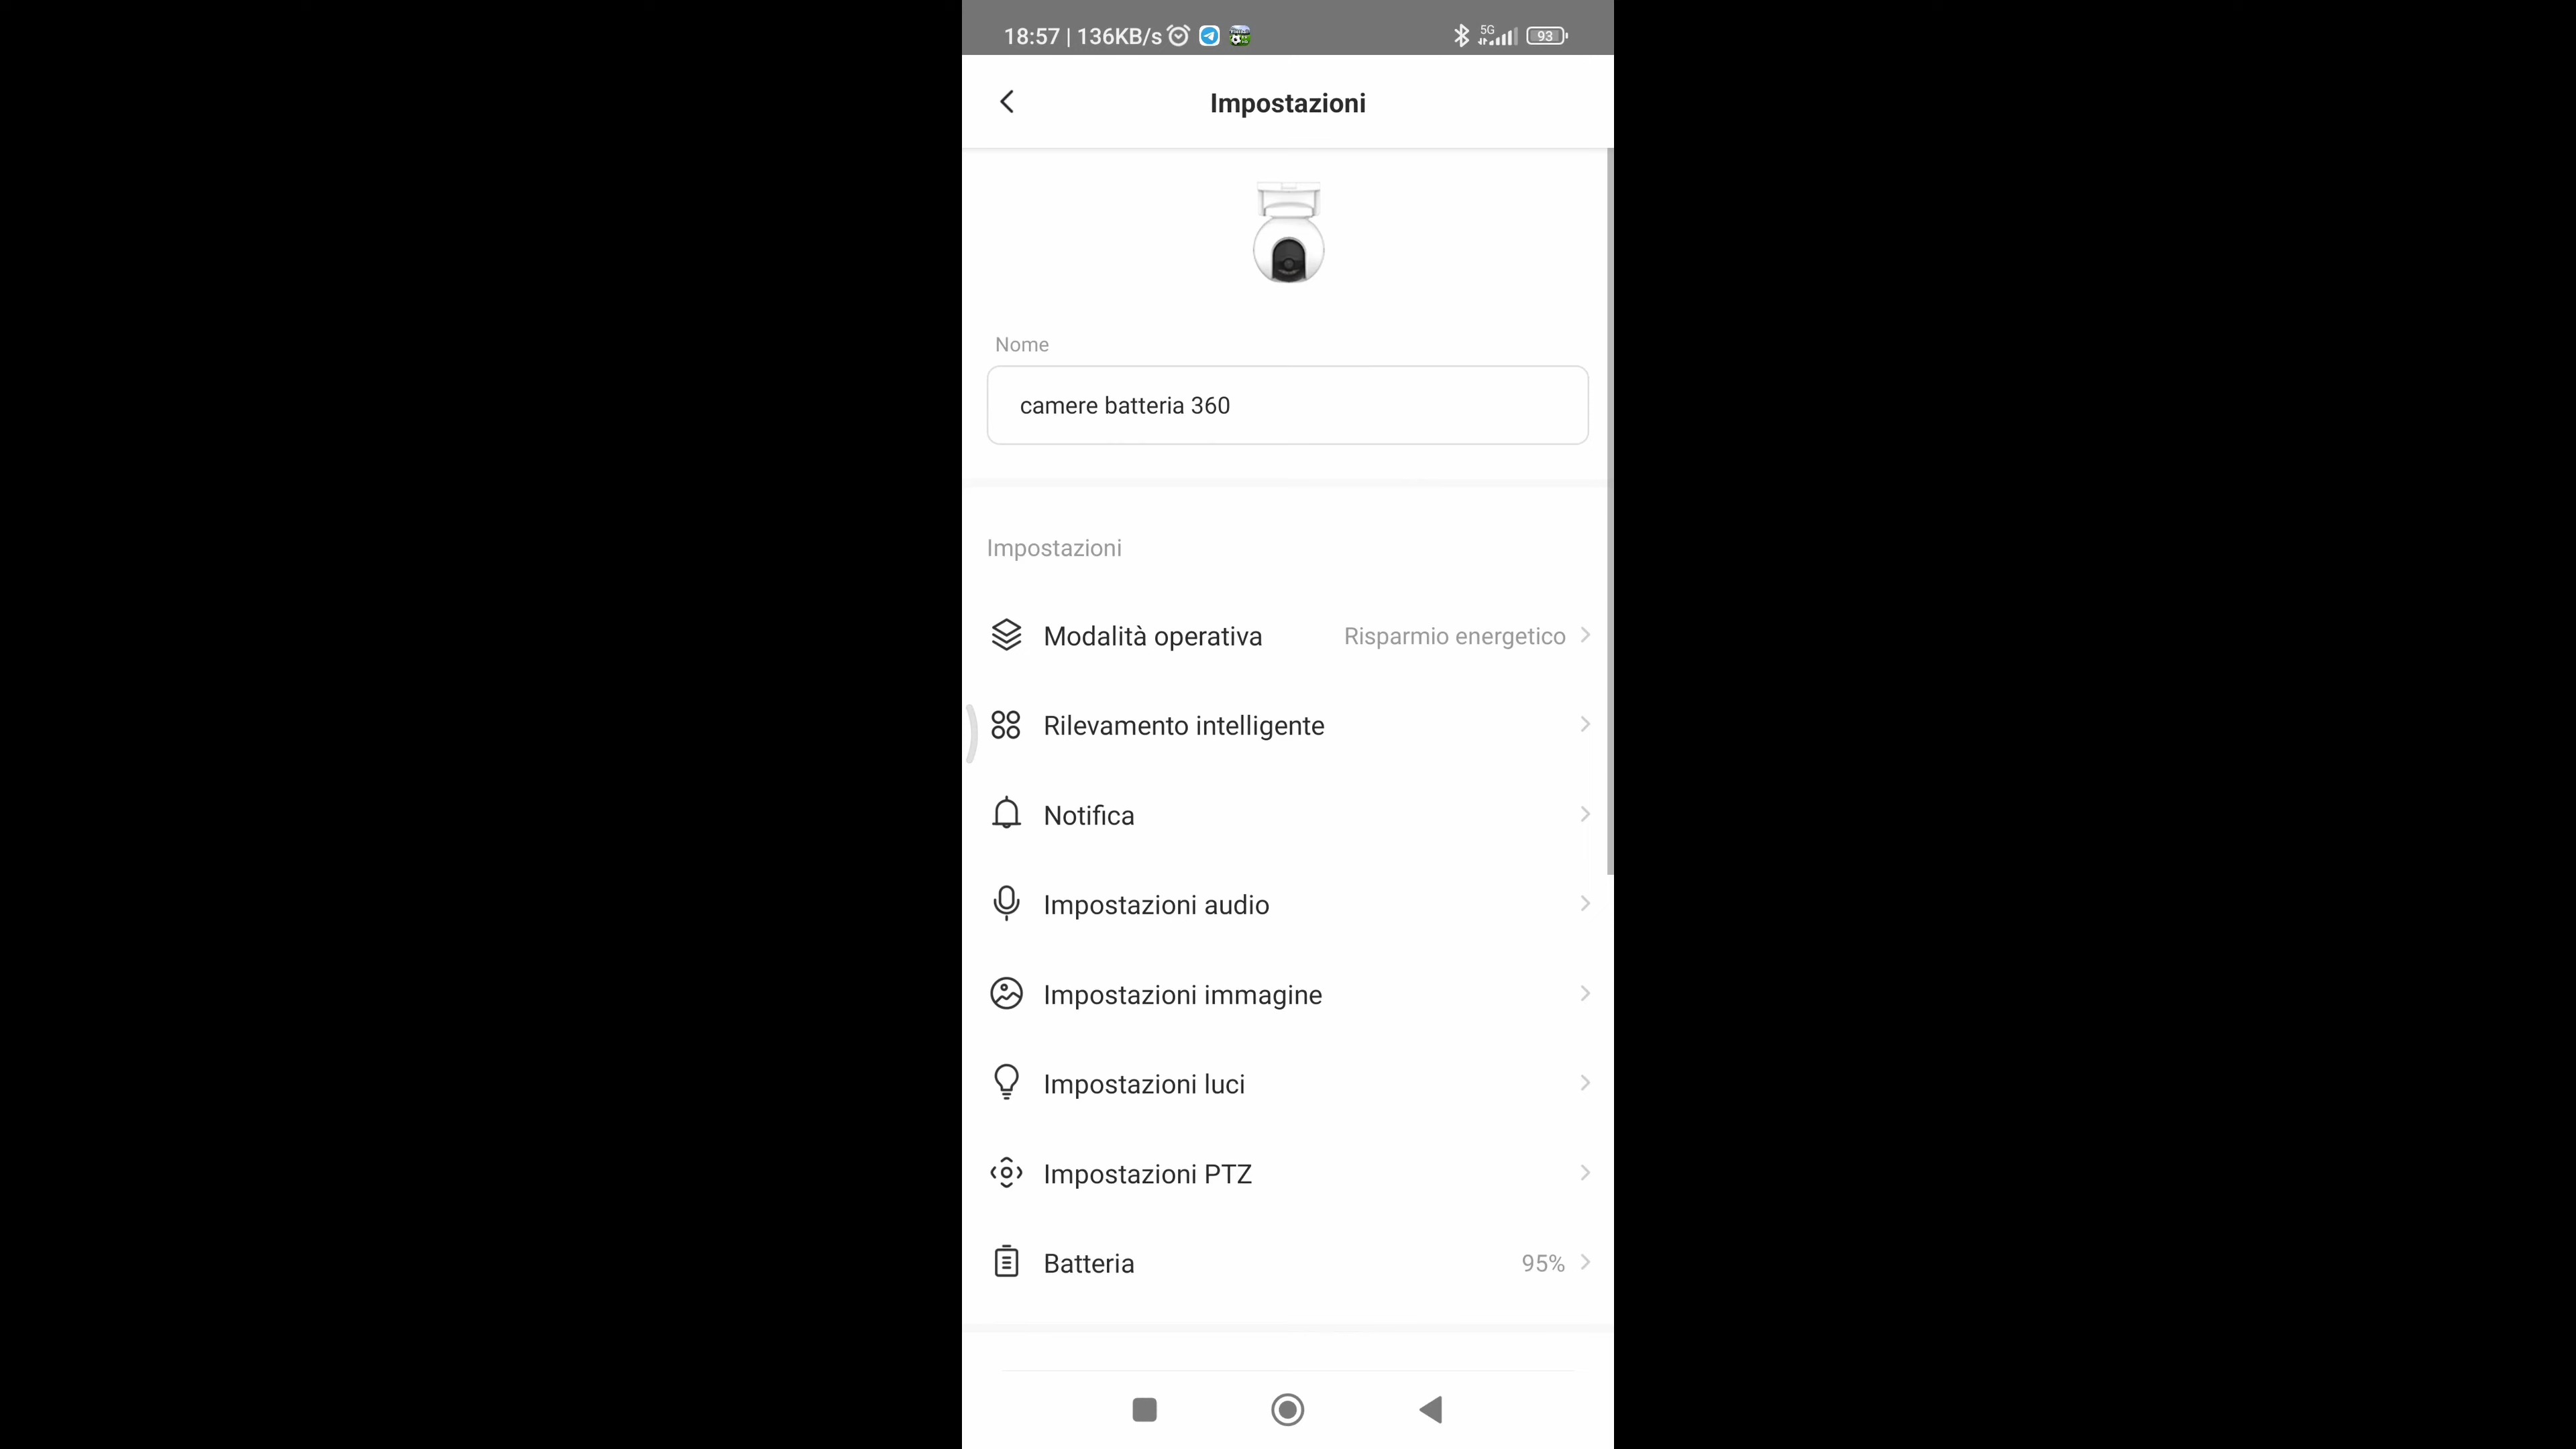 18:57 | 136KB/s 5G 93
Impostazioni
Nome
camere batteria 360
Impostazioni
Modalità operativa Risparmio energetico
Rilevamento intelligente
Notifica
Impostazioni audio
Impostazioni immagine
Impostazioni luci
Impostazioni PTZ
Batteria 95%